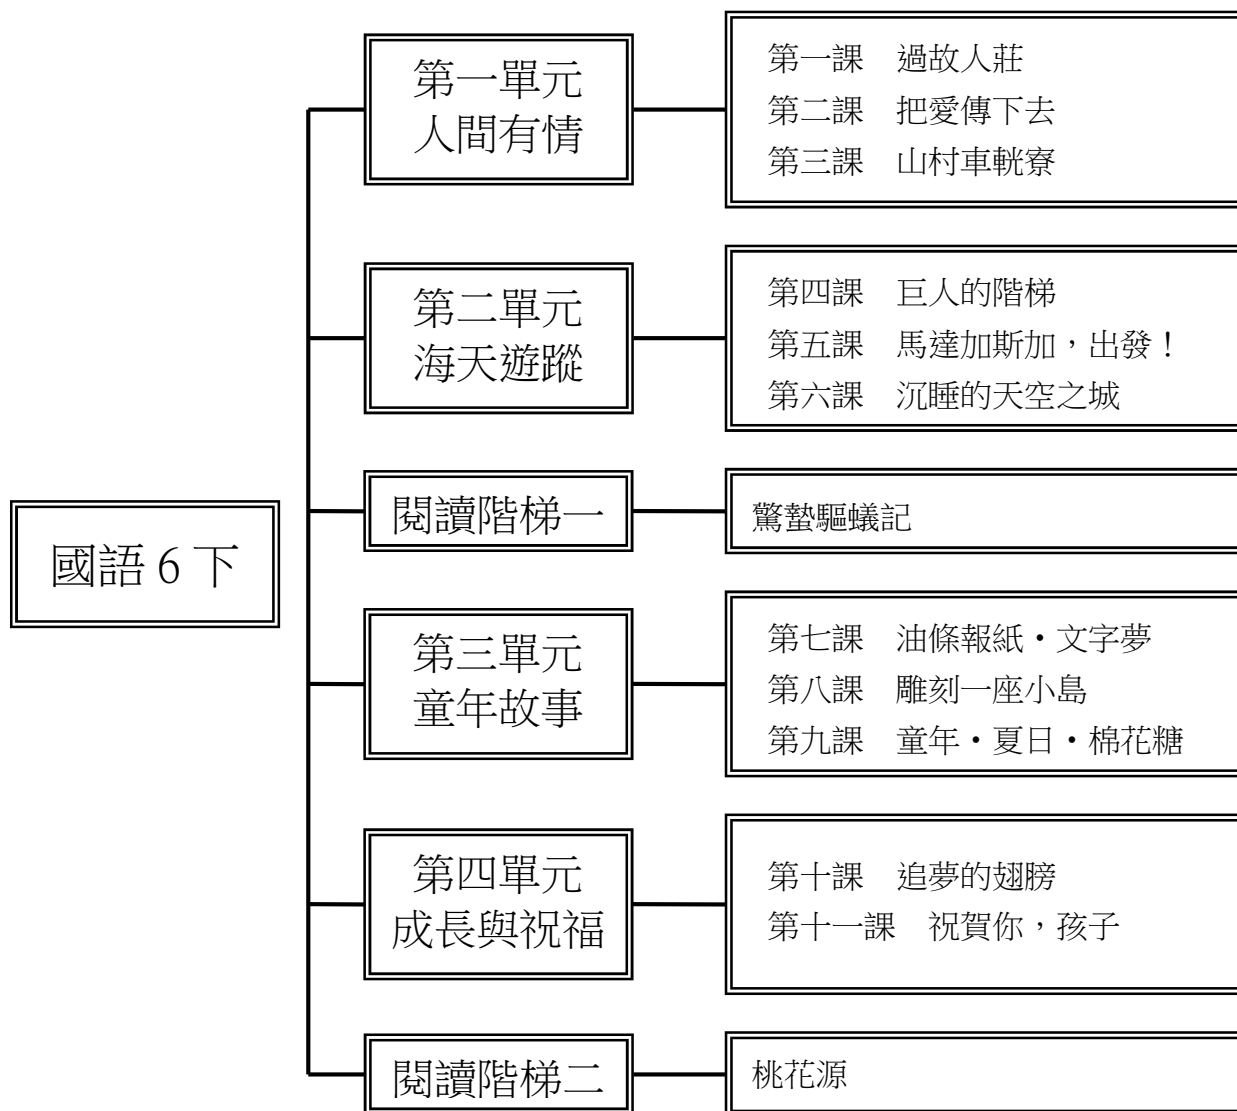 國語 6 下
第一單元
人間有情
第一課　過故人莊
第二課　把愛傳下去
第三課　山村車輄寮
第二單元
海天遊蹤
第四課　巨人的階梯
第五課　馬達加斯加，出發！
第六課　沉睡的天空之城
閱讀階梯一
驚蟄驅蟻記
第三單元
童年故事
第七課　油條報紙・文字夢
第八課　雕刻一座小島
第九課　童年・夏日・棉花糖
第四單元
成長與祝福
第十課　追夢的翅膀
第十一課　祝賀你，孩子
閱讀階梯二
桃花源